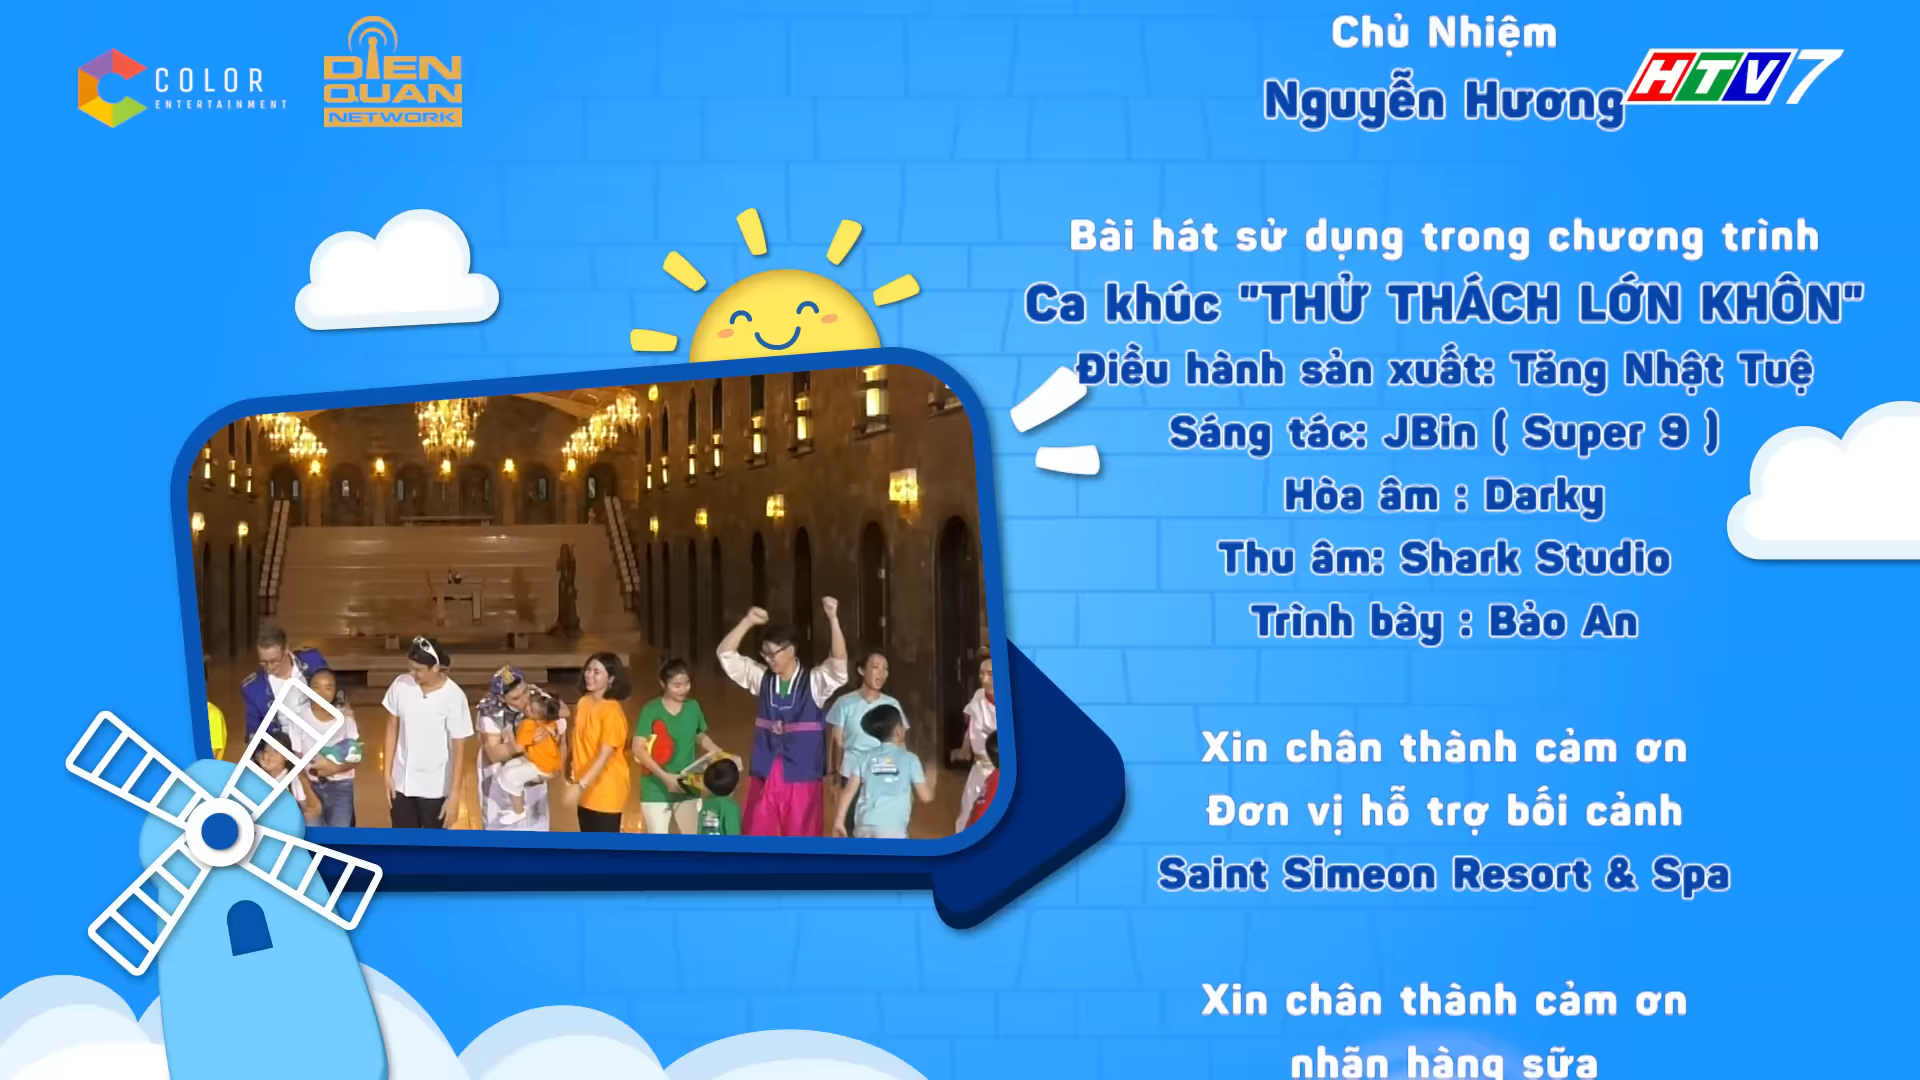 COLOR
ENTERTAINMENT
DIEN
QUAN
NETWORK
HTV7
Chủ Nhiệm
Nguyễn Hương
Bài hát sử dụng trong chương trình
Ca khúc "THỬ THÁCH LỚN KHÔN"
Điều hành sản xuất: Tăng Nhật Tuệ
Sáng tác: JBin ( Super 9 )
Hòa âm : Darky
Thu âm: Shark Studio
Trình bày : Bảo An
Xin chân thành cảm ơn
Đơn vị hỗ trợ bối cảnh
Saint Simeon Resort & Spa
Xin chân thành cảm ơn
nhãn hàng sữa